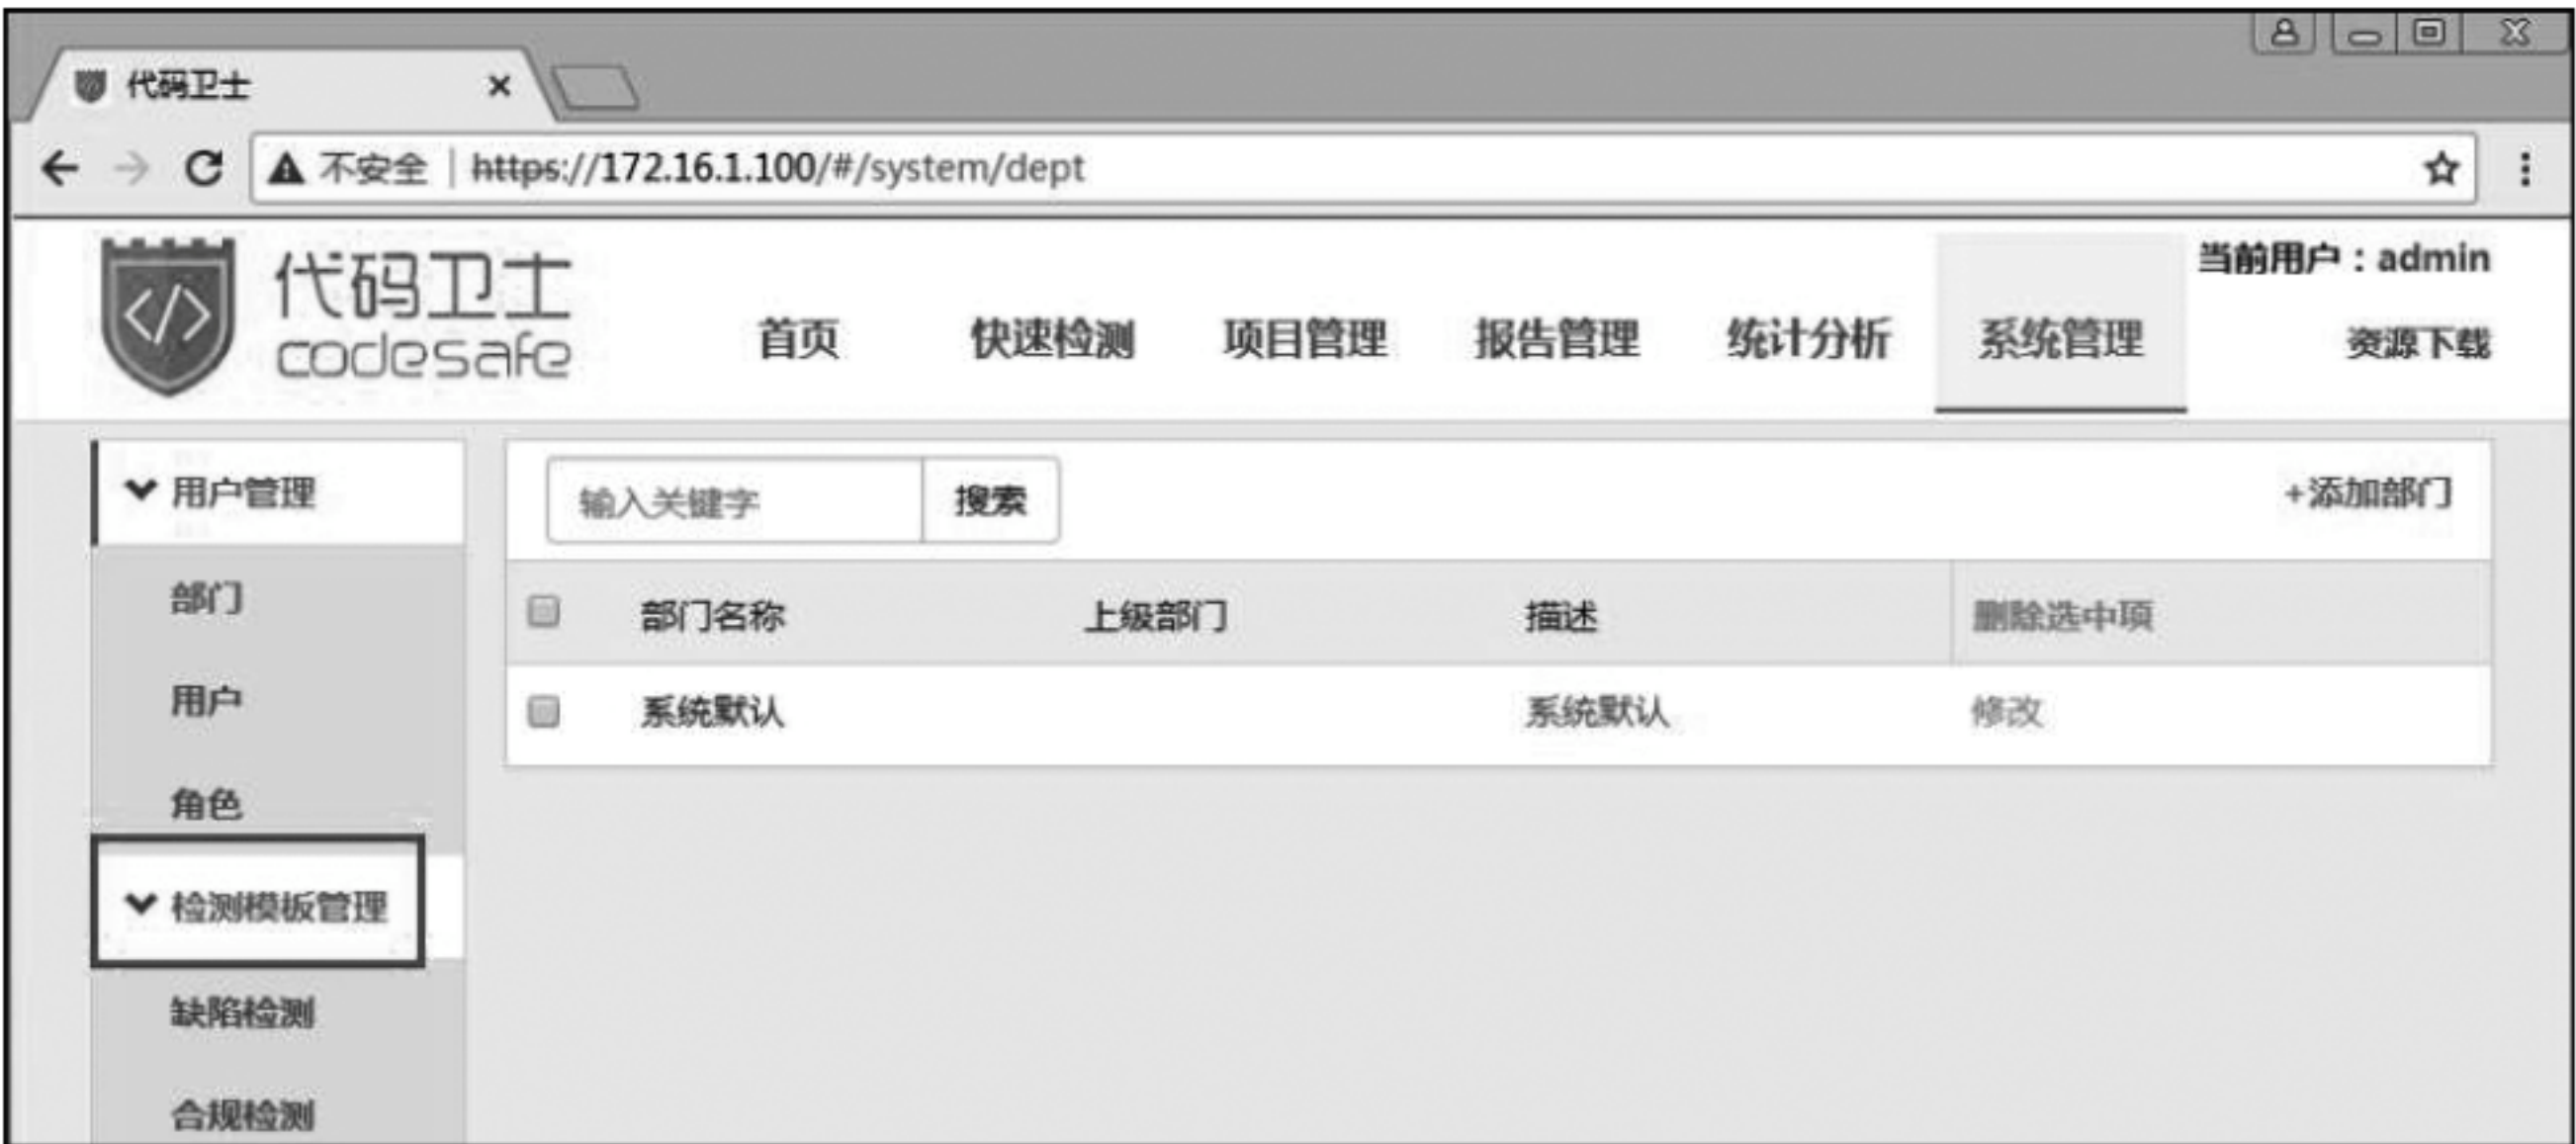 代码卫士
不安全 | https://172.16.1.100/#/system/dept
代码卫士
codesafe
首页 快速检测 项目管理 报告管理 统计分析 系统管理
当前用户：admin
资源下载
用户管理
部门
用户
角色
检测模板管理
缺陷检测
合规检测
输入关键字 搜索 +添加部门
部门名称 上级部门 描述 删除选中项
系统默认 系统默认 修改